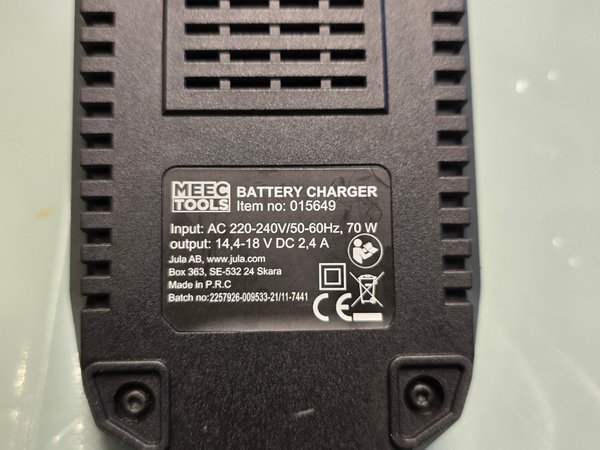 MEEC
TOOLS
BATTERY CHARGER
Item no: 015649
Input: AC 220-240V/50-60Hz, 70 W
output: 14,4-18 V DC 2,4 A
Jula AB, www.jula.com
Box 363, SE-532 24 Skara
Made in P.R.C
Batch no:2257926-009533-21/11-7441
CE